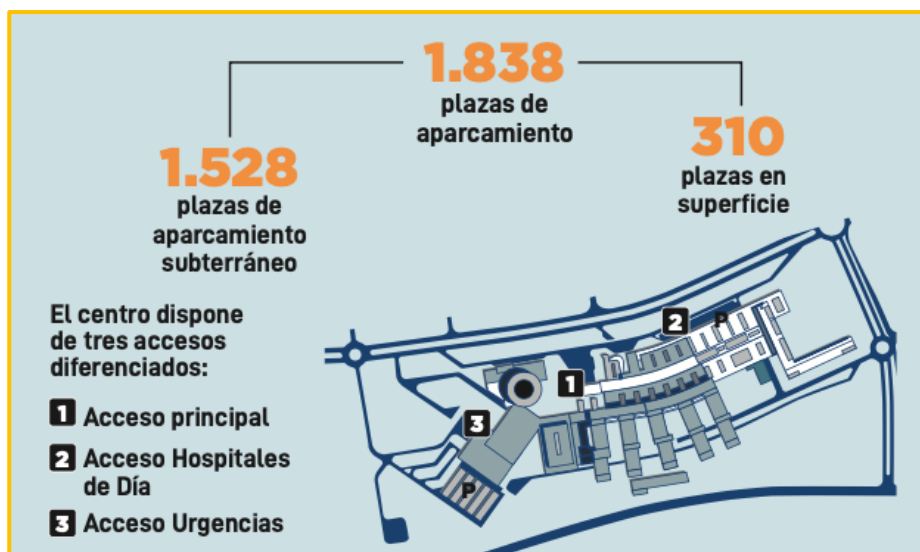 1.838
plazas de
aparcamiento
1.528
plazas de
aparcamiento
subterráneo
310
plazas en
superficie
El centro dispone
de tres accesos
diferenciados:
1 Acceso principal
2 Acceso Hospitales
de Día
3 Acceso Urgencias
2
P
1
3
P